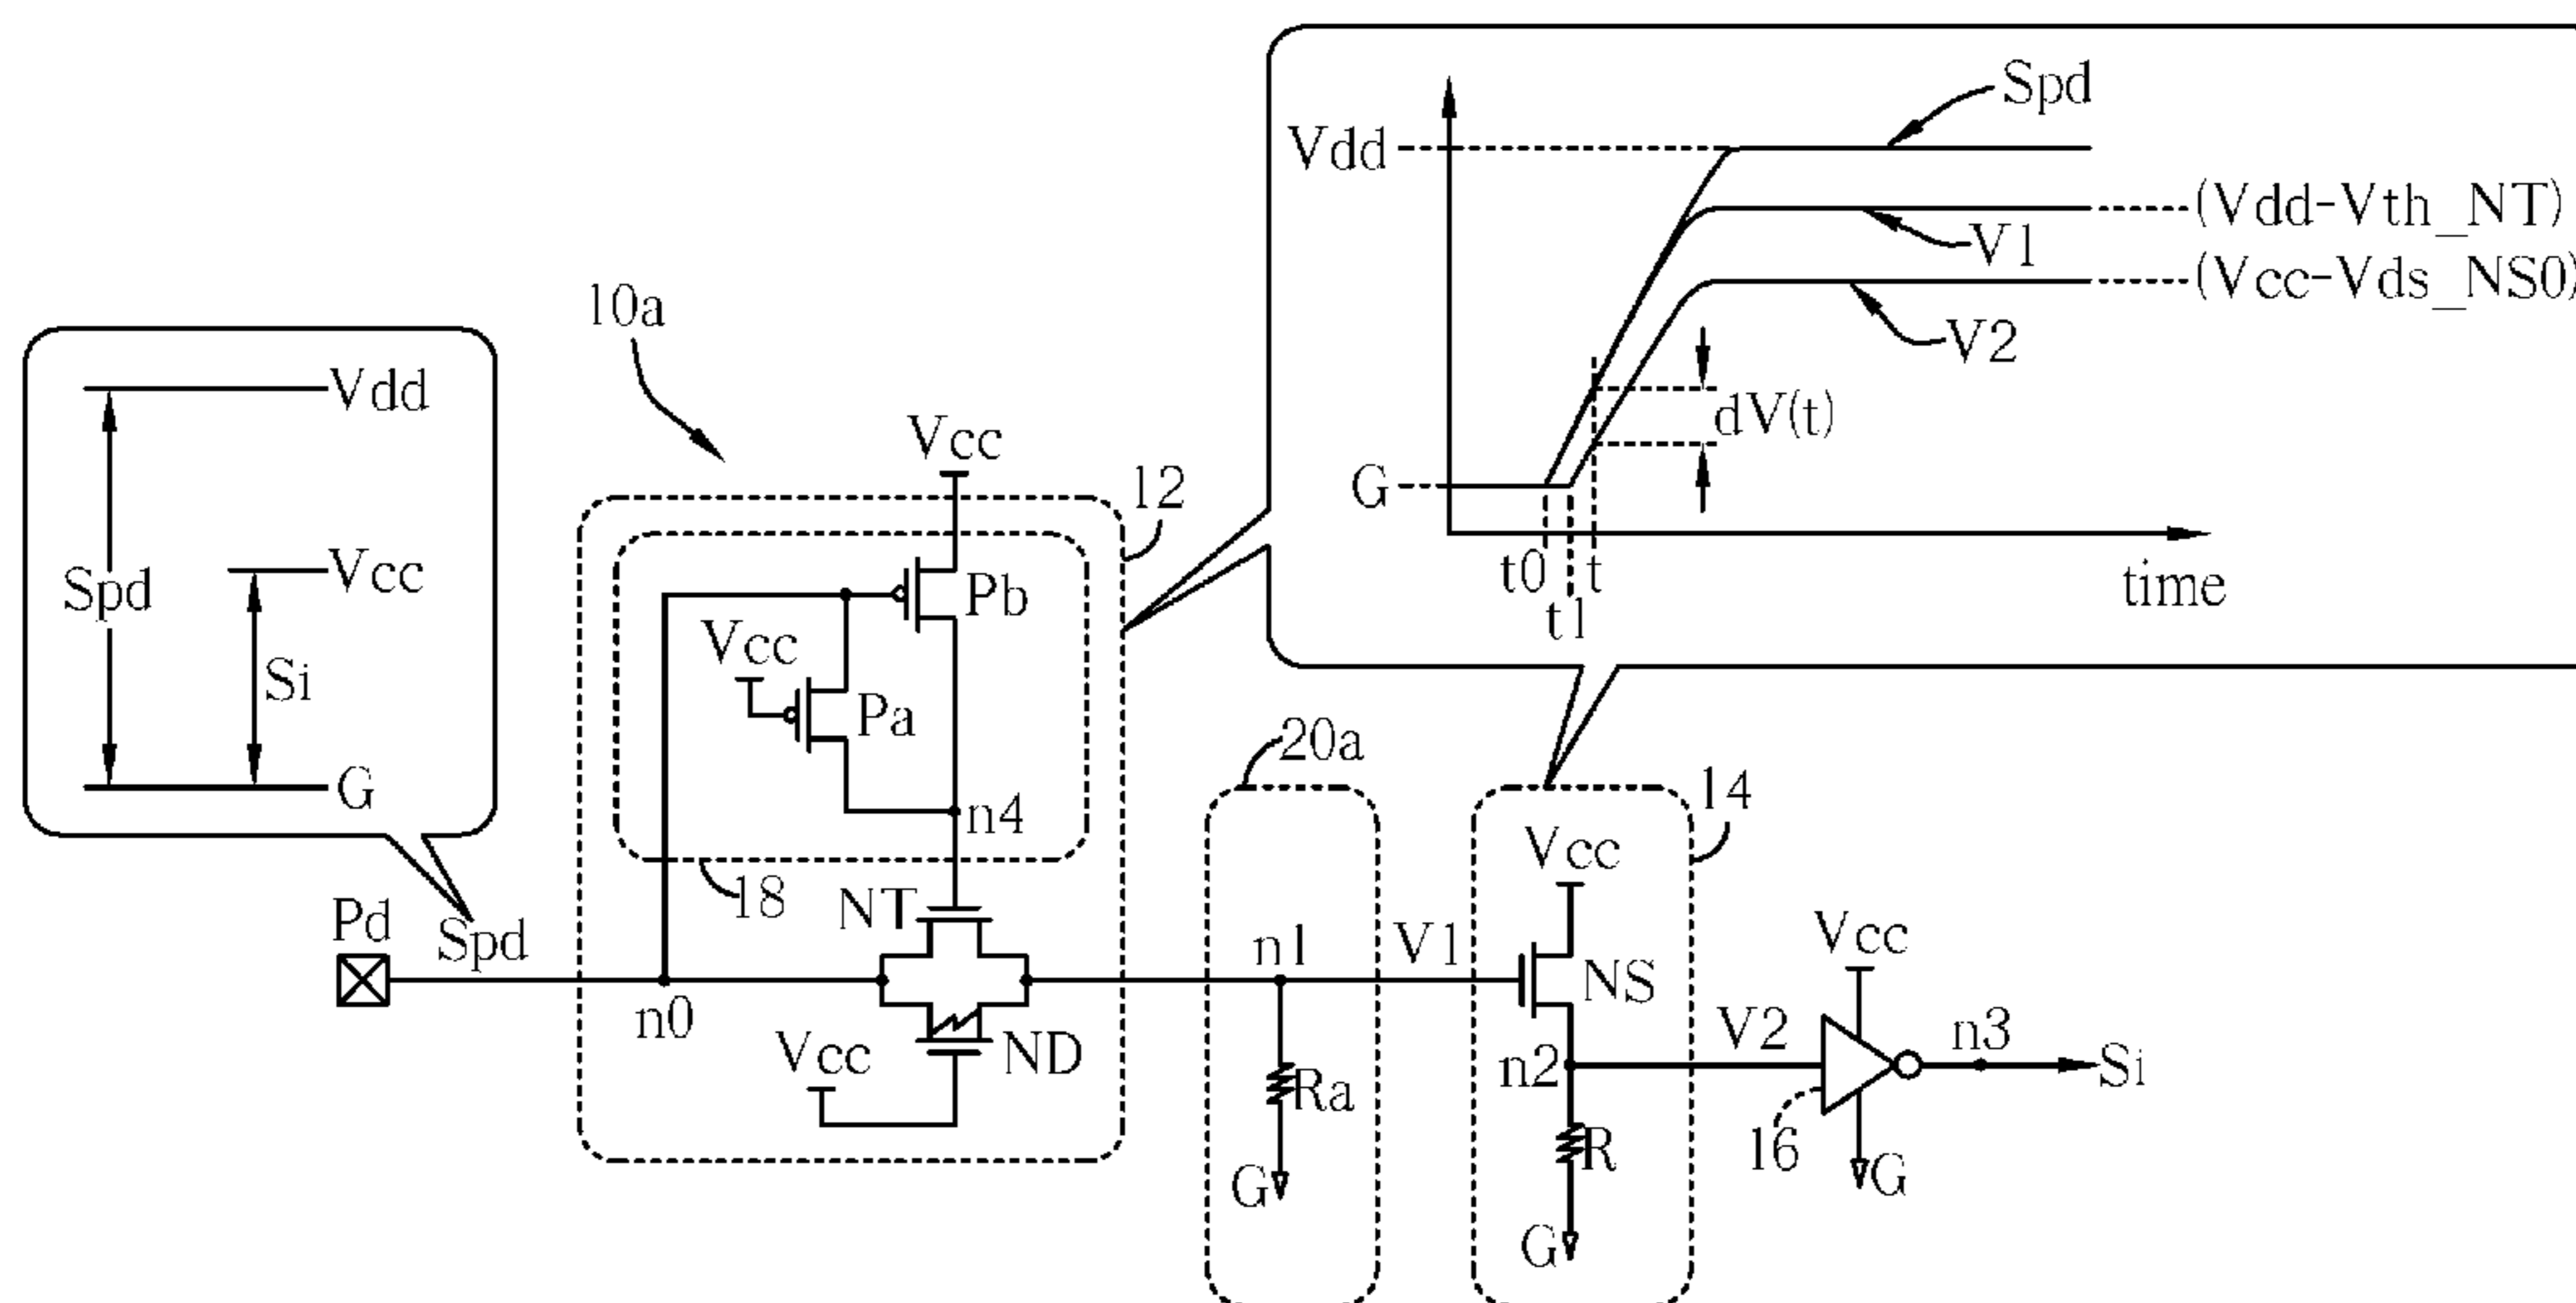 Spd
Vdd
(Vdd-Vth_NT)
V1
(Vcc-Vds_NS0)
V2
dV(t)
G
t0
t
t1
time
10a
Vdd
Vcc
Spd
Si
G
Vcc
12
Pb
Vcc
Pa
n4
18
NT
Pd
Spd
n0
Vcc
ND
20a
n1
V1
Ra
G
14
Vcc
NS
n2
R
G
V2
Vcc
n3
Si
16
G